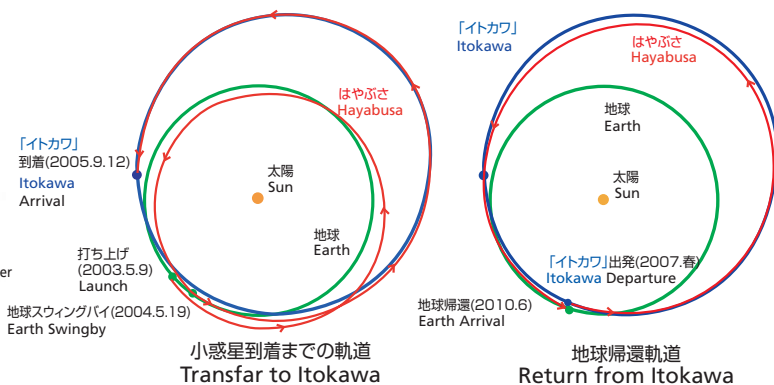 はやぶさ
Hayabusa
「イトカワ」
到着(2005.9.12)
Itokawa
Arrival
太陽
Sun
地球
Earth
打ち上げ
(2003.5.9)
Launch
er
地球スウィングバイ(2004.5.19)
Earth Swingby
小惑星到着までの軌道
Transfar to Itokawa
「イトカワ」
Itokawa
はやぶさ
Hayabusa
地球
Earth
太陽
Sun
「イトカワ」出発(2007.春)
Itokawa Departure
地球帰還(2010.6)
Earth Arrival
地球帰還軌道
Return from Itokawa